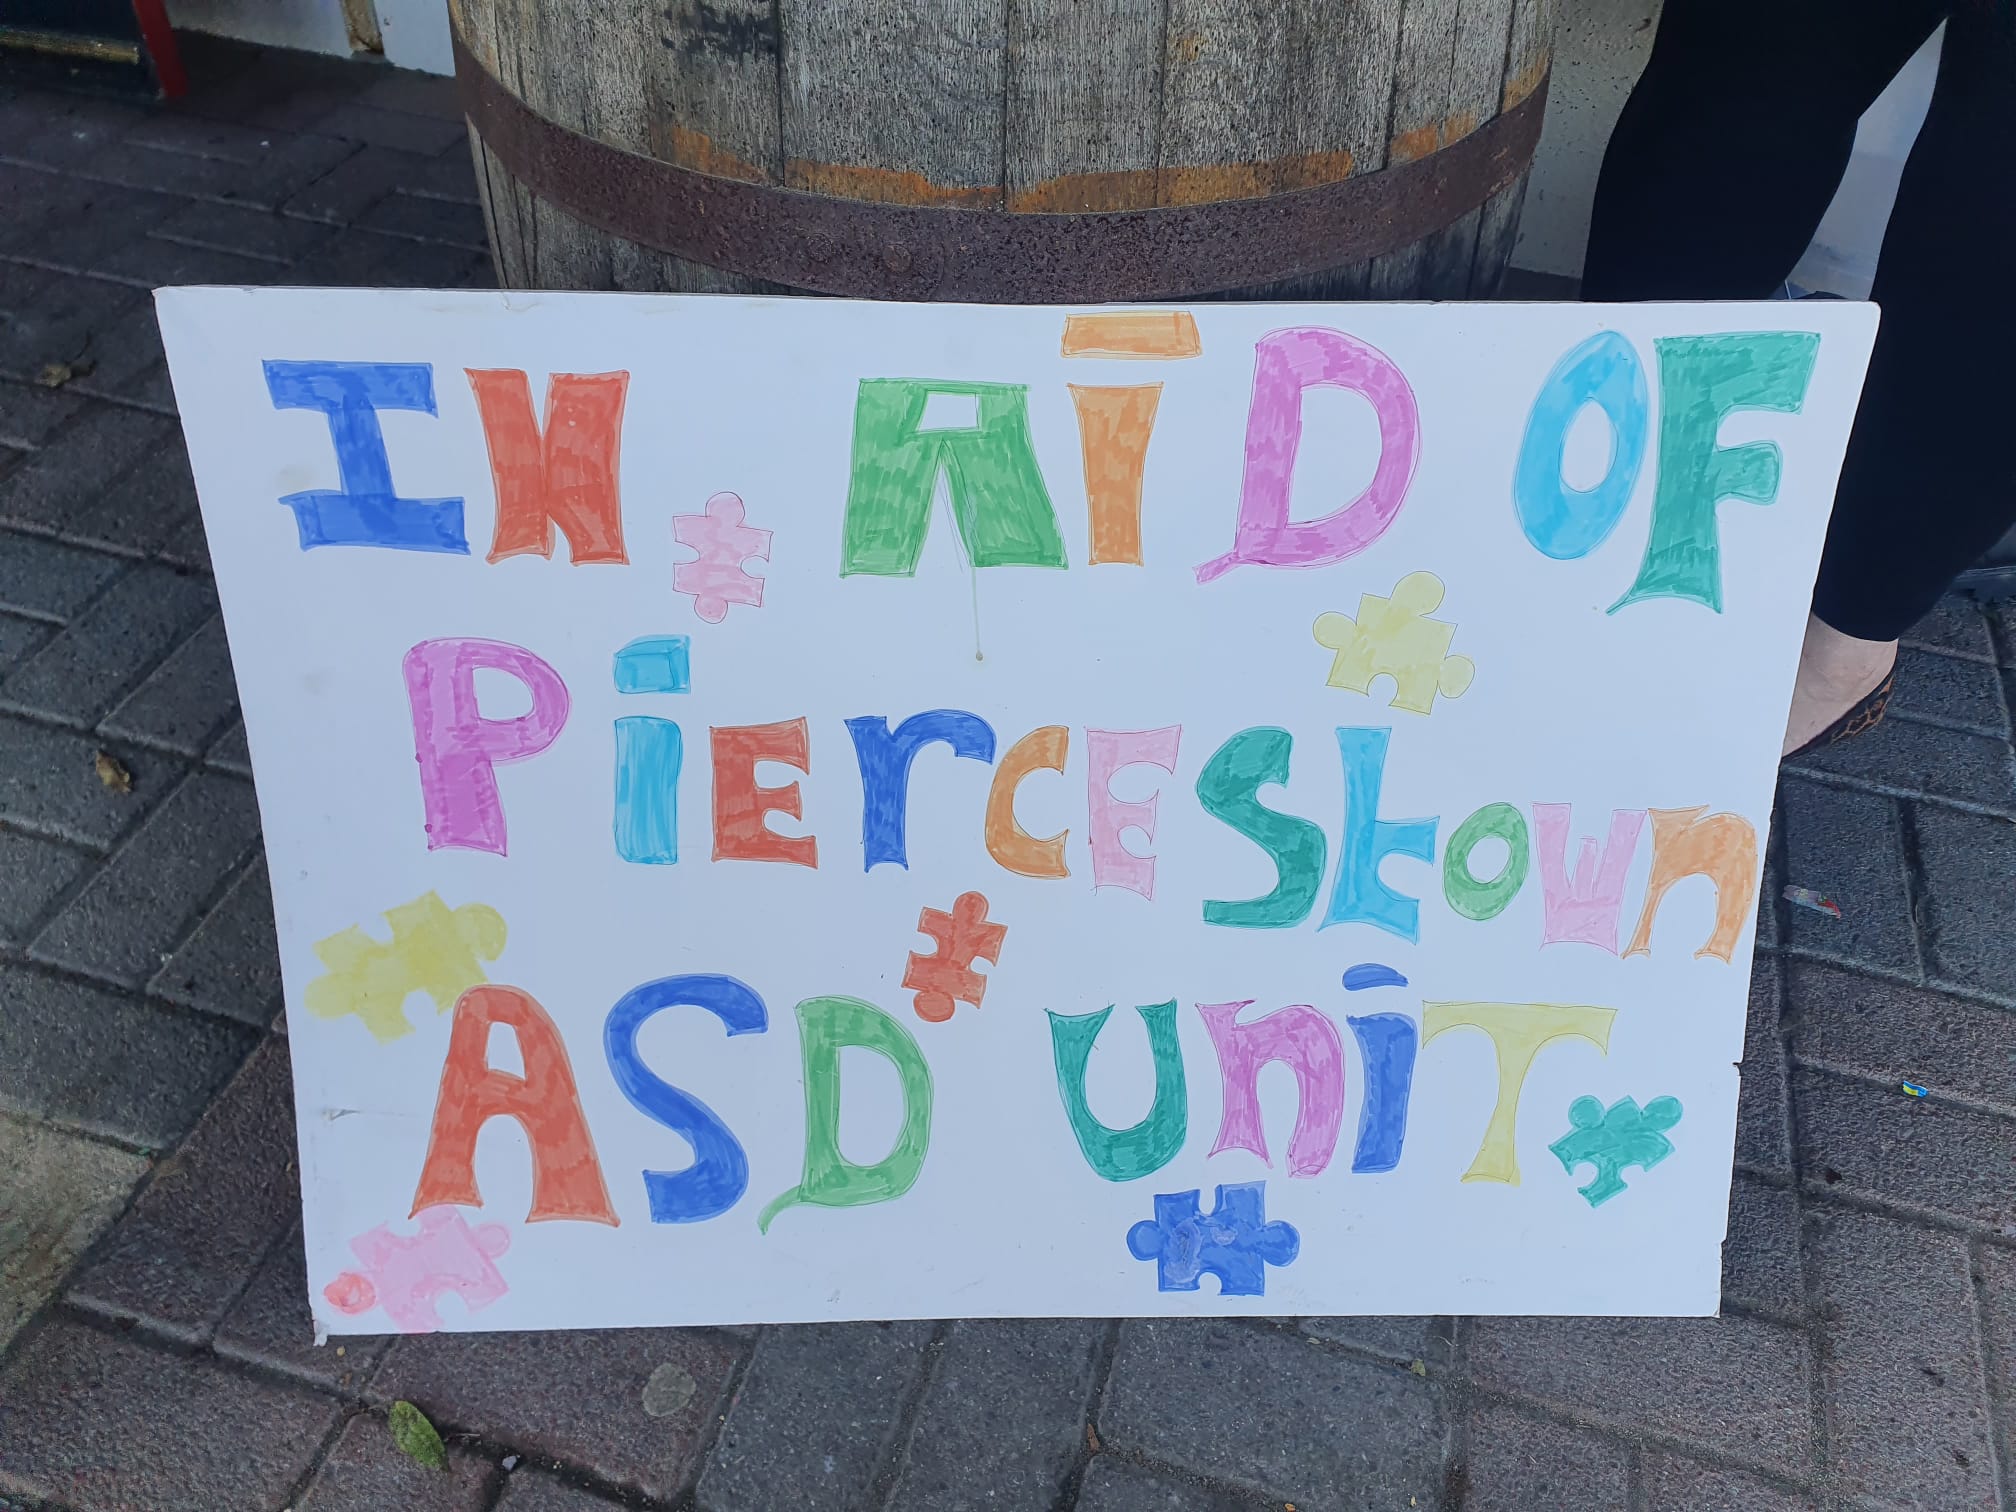 IN AiD OF
PiErcEStown
ASD UniT